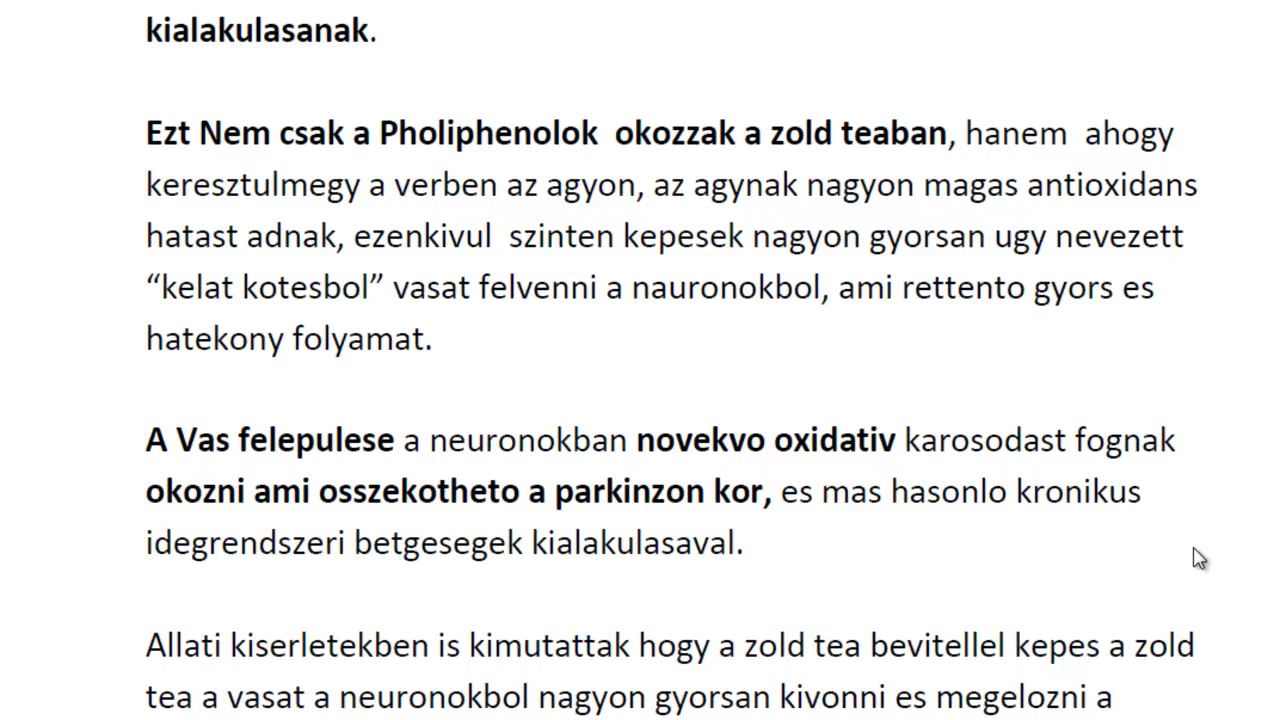 kialakulasanak.
Ezt Nem csak a Pholiphenolok  okozzak a zold teaban, hanem  ahogy
keresztulmegy a verben az agyon, az agynak nagyon magas antioxidans
hatast adnak, ezenkivul  szinten kepesek nagyon gyorsan ugy nevezett
“kelat kotesbol” vasat felvenni a nauronokbol, ami rettento gyors es
hatekony folyamat.
A Vas felepulese a neuronokban novekvo oxidativ karosodast fognak
okozni ami osszekotheto a parkinzon kor, es mas hasonlo kronikus
idegrendszeri betgesegek kialakulasaval.
Allati kiserletekben is kimutattak hogy a zold tea bevitellel kepes a zold
tea a vasat a neuronokbol nagyon gyorsan kivonni es megelozni a